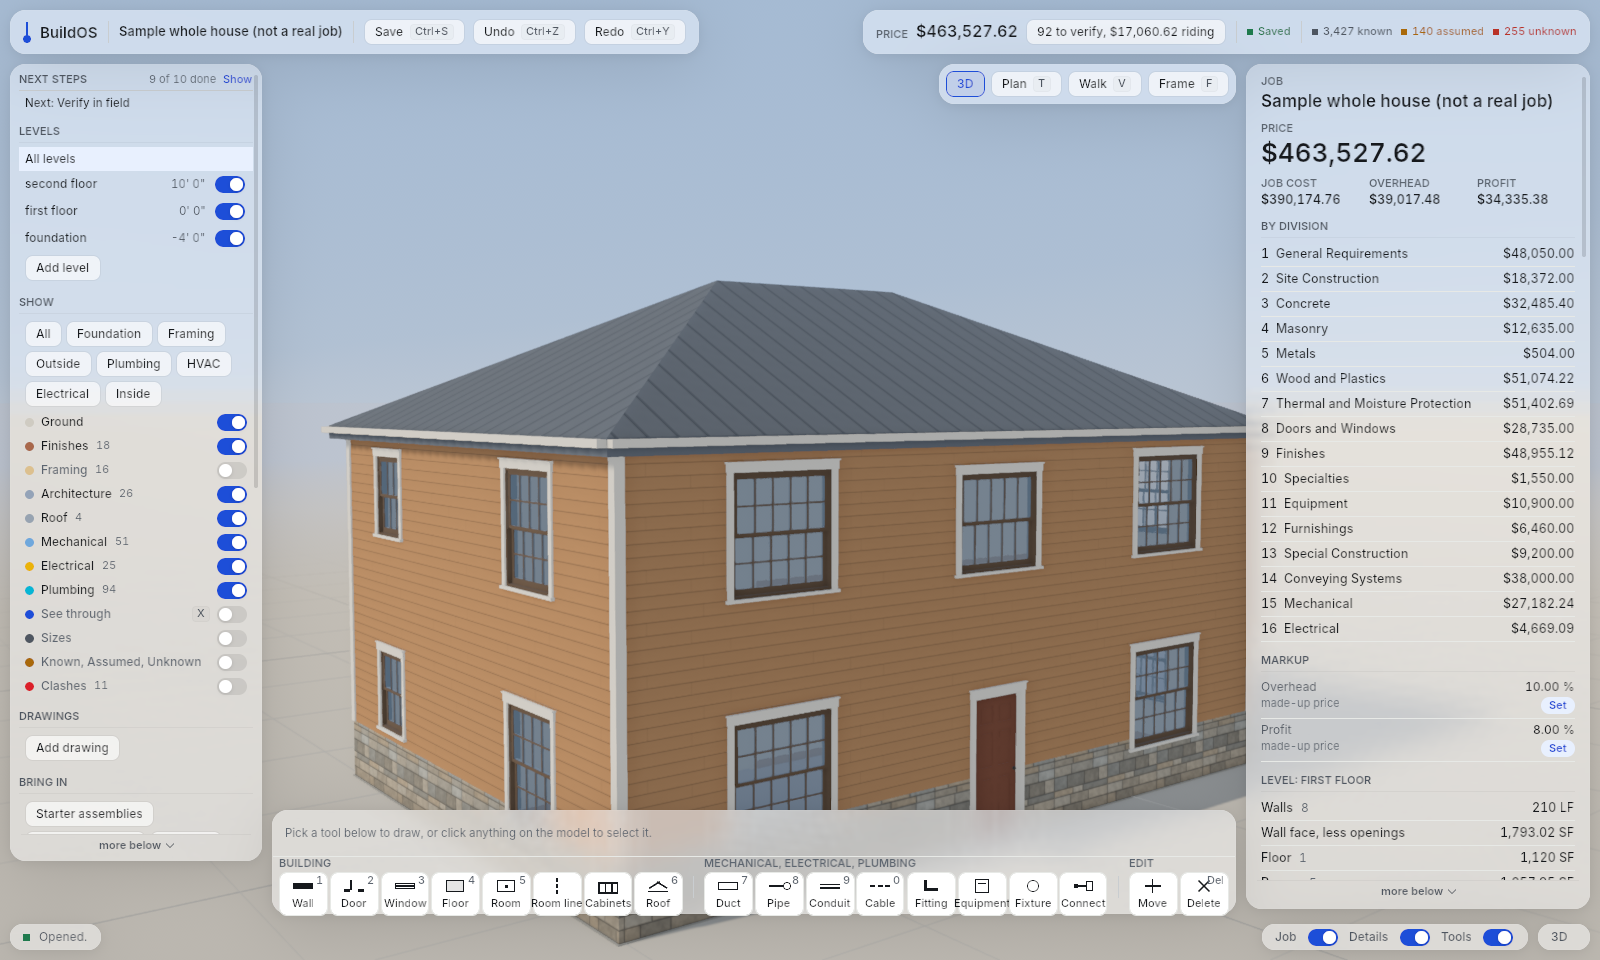 BuildOS
Sample whole house (not a real job)
Save Ctrl+S
Undo Ctrl+Z
Redo Ctrl+Y
PRICE $463,527.62
92 to verify, $17,060.62 riding
Saved
3,427 known
140 assumed
255 unknown
NEXT STEPS 9 of 10 done Show
Next: Verify in field
LEVELS
All levels
second floor 10' 0"
first floor 0' 0"
foundation -4' 0"
Add level
SHOW
All Foundation Framing
Outside Plumbing HVAC
Electrical Inside
Ground
Finishes 18
Framing 16
Architecture 26
Roof 4
Mechanical 51
Electrical 25
Plumbing 94
See through X
Sizes
Known, Assumed, Unknown
Clashes 11
DRAWINGS
Add drawing
BRING IN
Starter assemblies
more below
Opened.
3D
Plan T
Walk V
Frame F
JOB
Sample whole house (not a real job)
PRICE
$463,527.62
JOB COST OVERHEAD PROFIT
$390,174.76 $39,017.48 $34,335.38
BY DIVISION
1 General Requirements $48,050.00
2 Site Construction $18,372.00
3 Concrete $32,485.40
4 Masonry $12,635.00
5 Metals $504.00
6 Wood and Plastics $51,074.22
7 Thermal and Moisture Protection $51,402.69
8 Doors and Windows $28,735.00
9 Finishes $48,955.12
10 Specialties $1,550.00
11 Equipment $10,900.00
12 Furnishings $6,460.00
13 Special Construction $9,200.00
14 Conveying Systems $38,000.00
15 Mechanical $27,182.24
16 Electrical $4,669.09
MARKUP
Overhead 10.00 %
made-up price Set
Profit 8.00 %
made-up price Set
LEVEL: FIRST FLOOR
Walls 8 210 LF
Wall face, less openings 1,793.02 SF
Floor 1 1,120 SF
more below
Pick a tool below to draw, or click anything on the model to select it.
BUILDING
Wall 1
Door 2
Window 3
Floor 4
Room 5
Room line
Cabinets
Roof 6
MECHANICAL, ELECTRICAL, PLUMBING
Duct 7
Pipe 8
Conduit 9
Cable 0
Fitting
Equipment
Fixture
Connect
EDIT
Move
Delete Del
Job Details Tools 3D